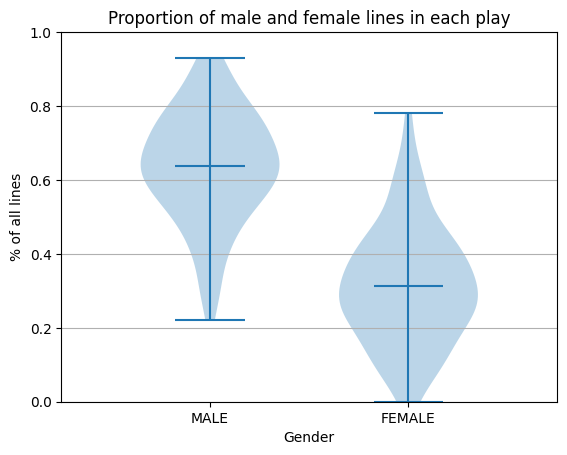 Proportion of male and female lines in each play
1.0
0.8
0.6
0.4
0.2
0.0
% of all lines
MALE FEMALE
Gender